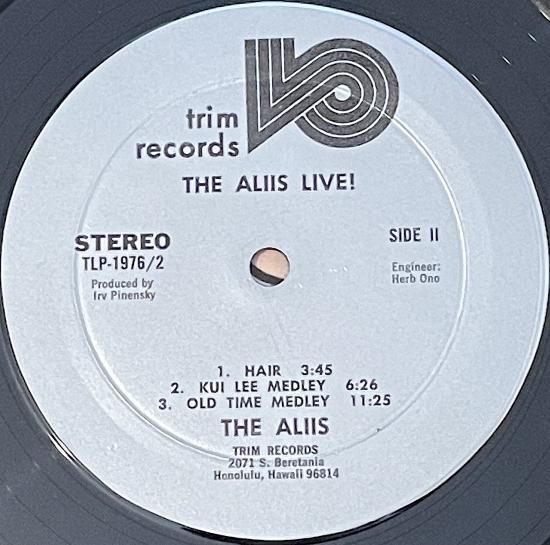 trim
records
THE ALIIS LIVE!
STEREO
TLP-1976/2
Produced by
Irv Pinensky
SIDE II
Engineer:
Herb Ono
1. HAIR 3:45
2. KUI LEE MEDLEY 6:26
3. OLD TIME MEDLEY 11:25
THE ALIIS
TRIM RECORDS
2071 S. Beretania
Honolulu, Hawaii 96814